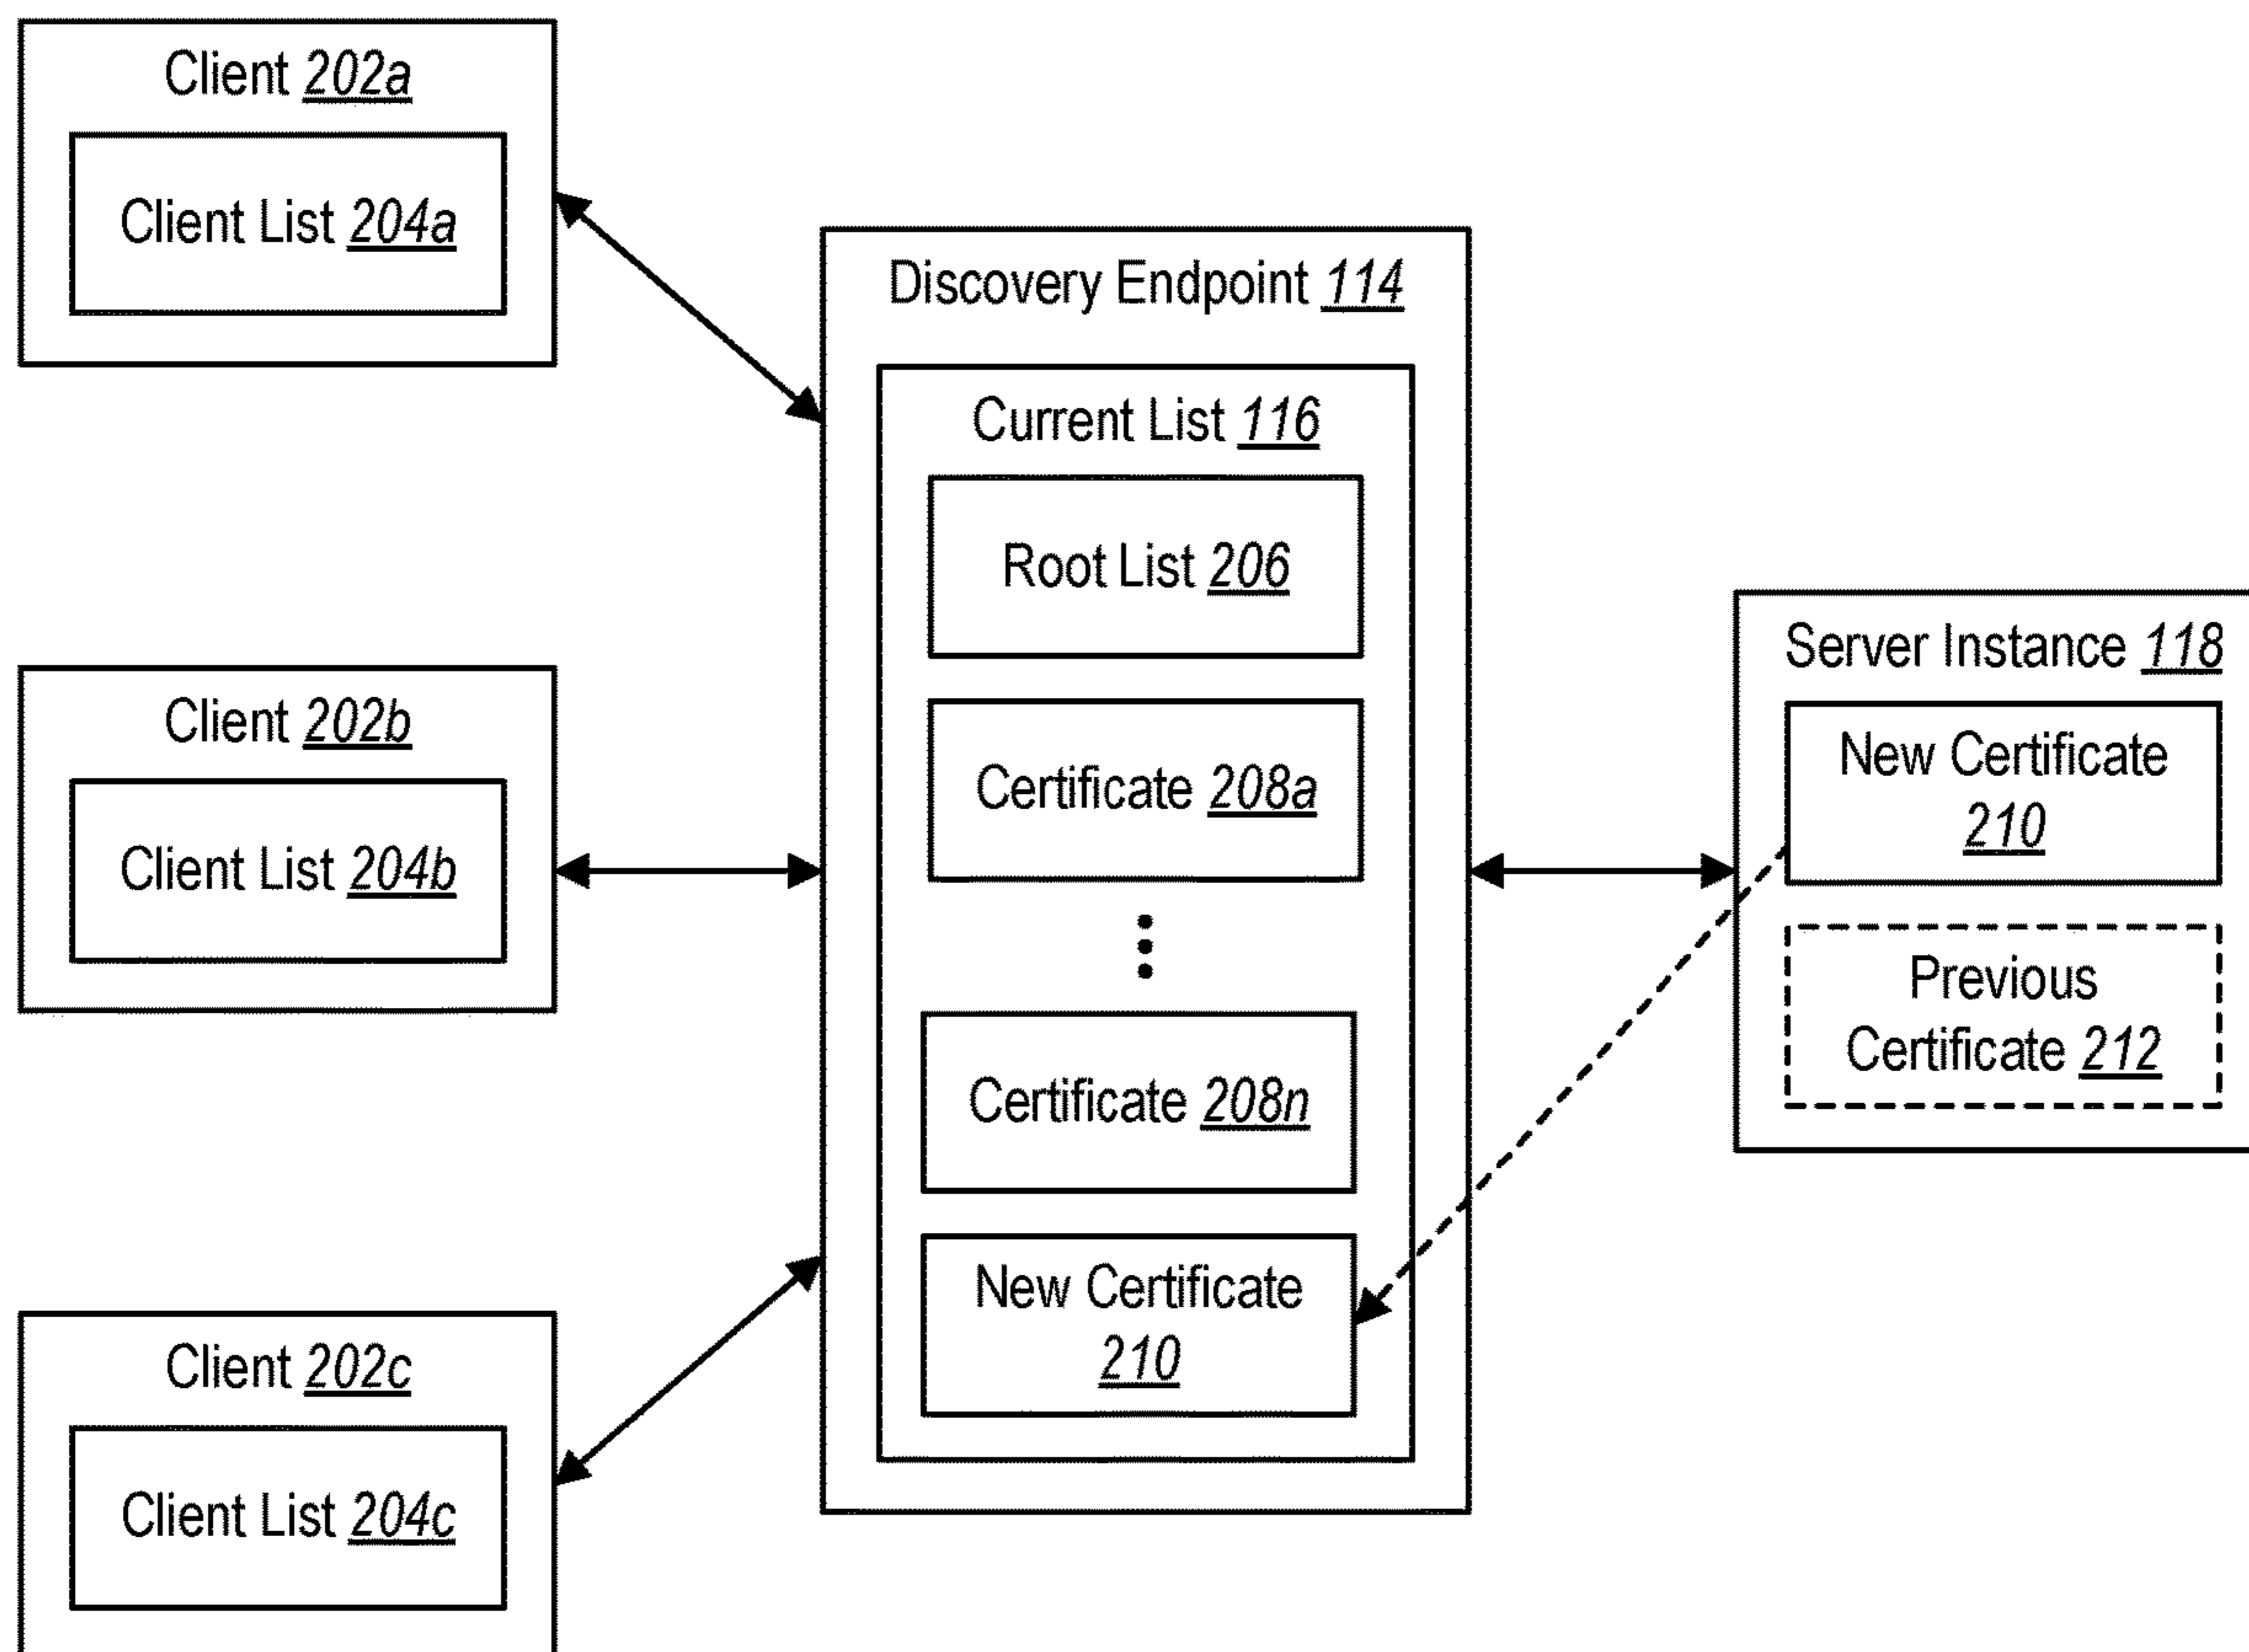 Client 202a
Client List 204a
Client 202b
Client List 204b
Client 202c
Client List 204c
Discovery Endpoint 114
Current List 116
Root List 206
Certificate 208a
Certificate 208n
New Certificate
210
Server Instance 118
New Certificate
210
Previous
Certificate 212